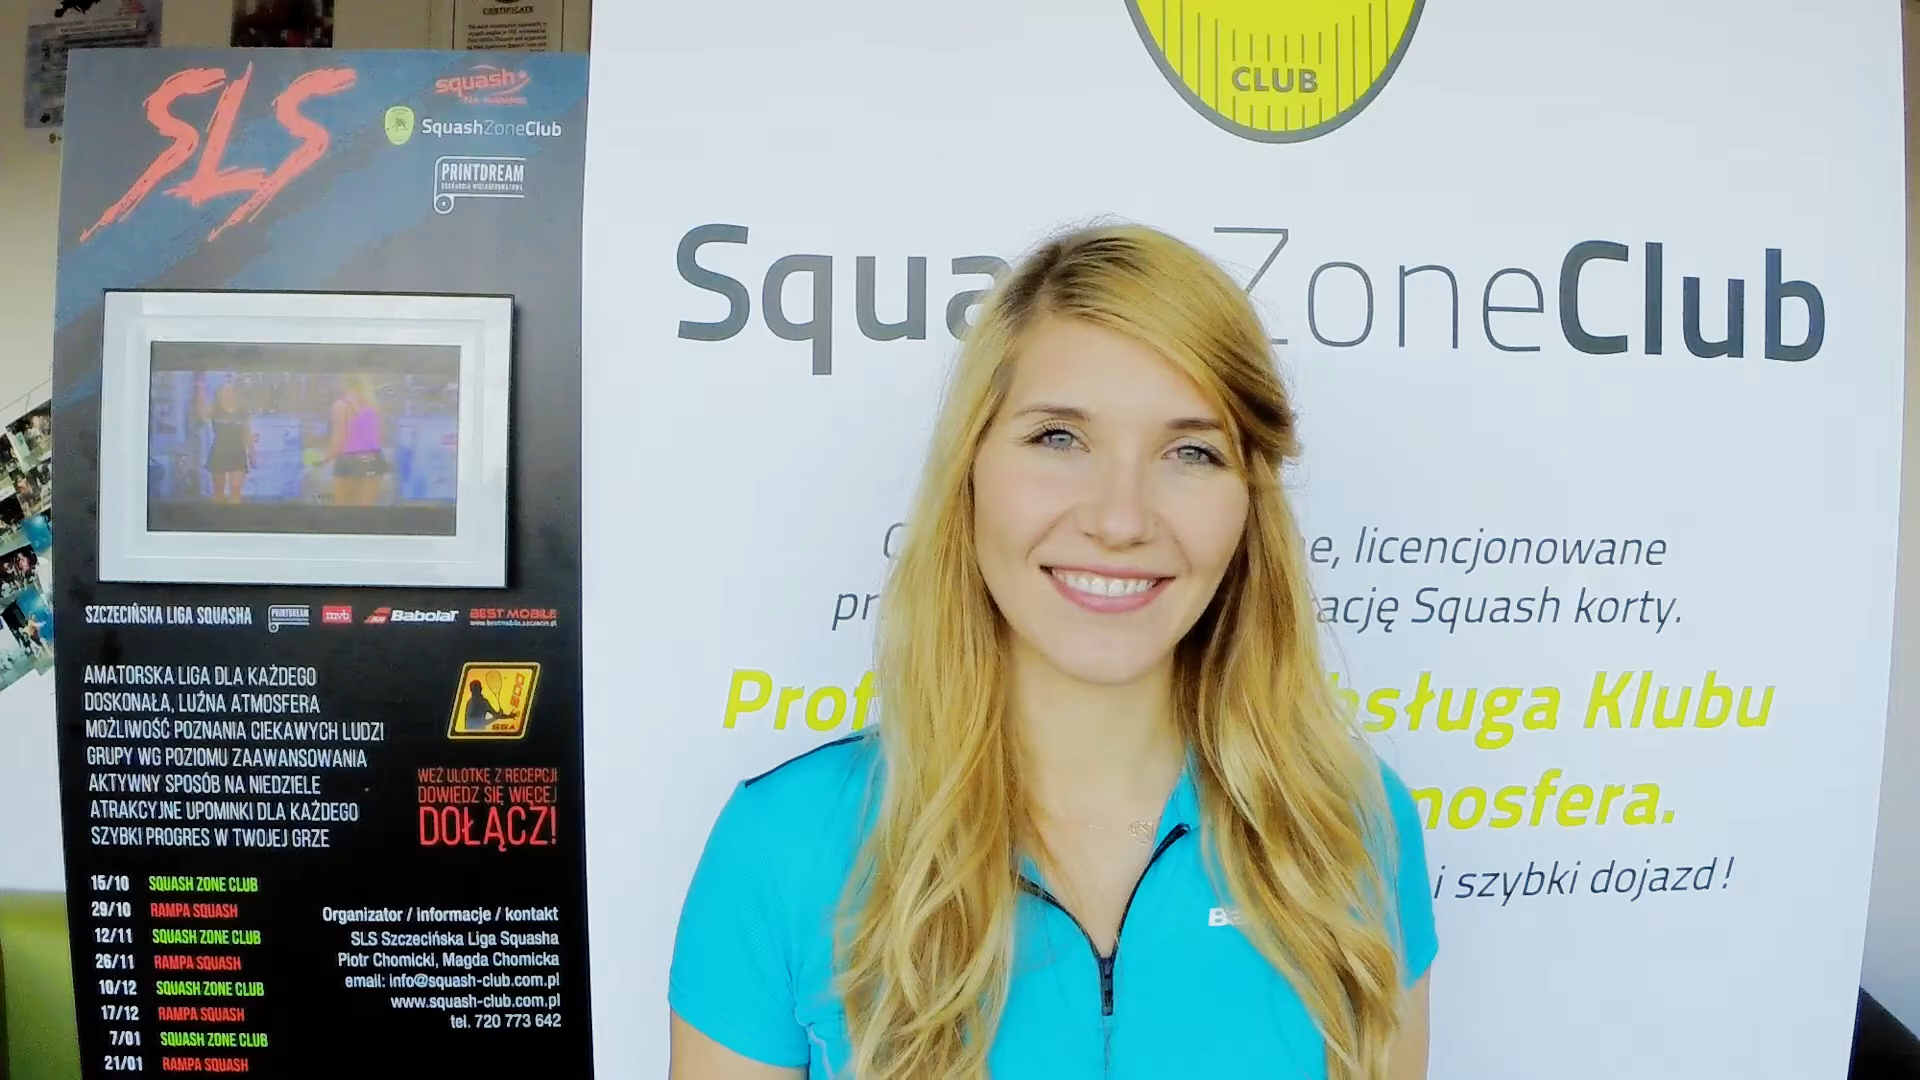 CERTIFICATE
SLS
squash
SquashZoneClub
PRINTDREAM
SZCZECIŃSKA LIGA SQUASHA PRINTDREAM mvb Babolat BEST MOBILE
AMATORSKA LIGA DLA KAŻDEGO
DOSKONAŁA, LUŹNA ATMOSFERA
MOŻLIWOŚĆ POZNANIA CIEKAWYCH LUDZI
GRUPY WG POZIOMU ZAAWANSOWANIA
AKTYWNY SPOSÓB NA NIEDZIELE
ATRAKCYJNE UPOMINKI DLA KAŻDEGO
SZYBKI PROGRES W TWOJEJ GRZE
WEŹ ULOTKĘ Z RECEPCJI
DOWIEDZ SIĘ WIĘCEJ
DOŁĄCZ!
15/10 SQUASH ZONE CLUB
29/10 RAMPA SQUASH
12/11 SQUASH ZONE CLUB
26/11 RAMPA SQUASH
10/12 SQUASH ZONE CLUB
17/12 RAMPA SQUASH
7/01 SQUASH ZONE CLUB
21/01 RAMPA SQUASH
Organizator / informacje / kontakt
SLS Szczecińska Liga Squasha
Piotr Chomicki, Magda Chomicka
email: info@squash-club.com.pl
www.squash-club.com.pl
tel. 720 773 642
CLUB
Squa ZoneClub
e, licencjonowane
pr ację Squash korty.
Prof bsługa Klubu
mosfera.
i szybki dojazd!